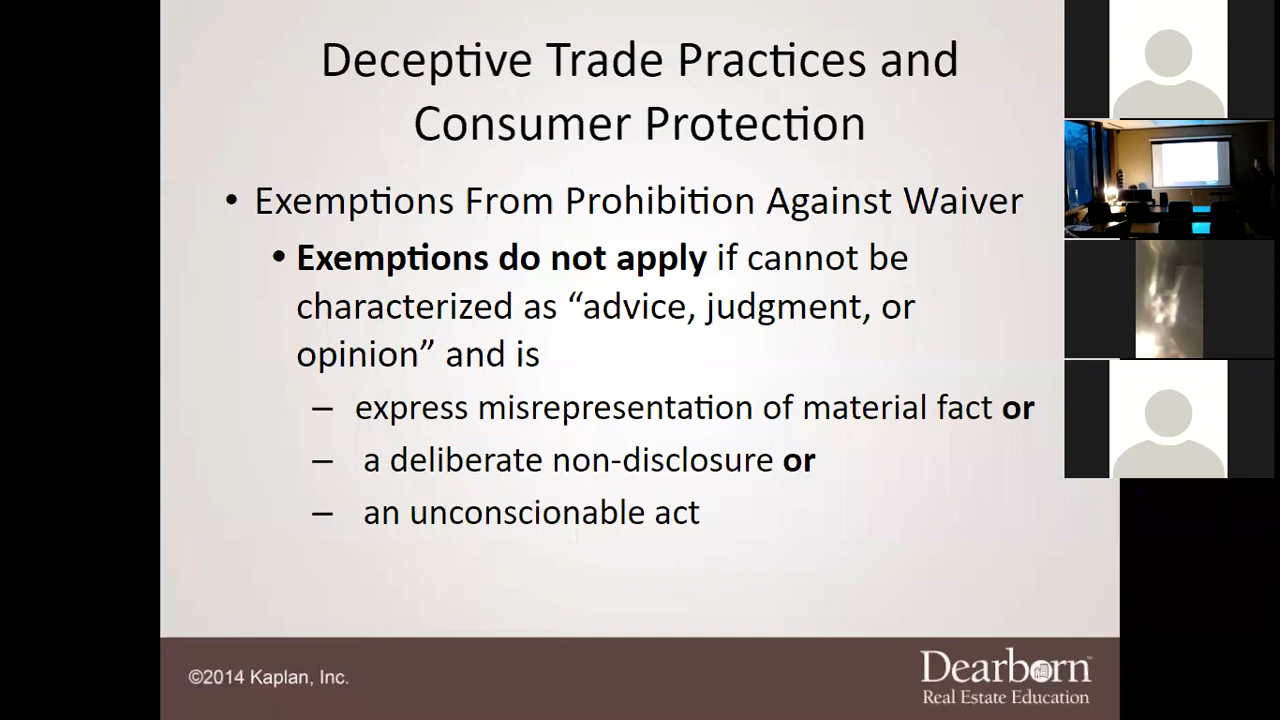 Deceptive Trade Practices and
Consumer Protection
• Exemptions From Prohibition Against Waiver
• Exemptions do not apply if cannot be
characterized as “advice, judgment, or
opinion” and is
– express misrepresentation of material fact or
– a deliberate non-disclosure or
– an unconscionable act
©2014 Kaplan, Inc.
Dearborn™
Real Estate Education